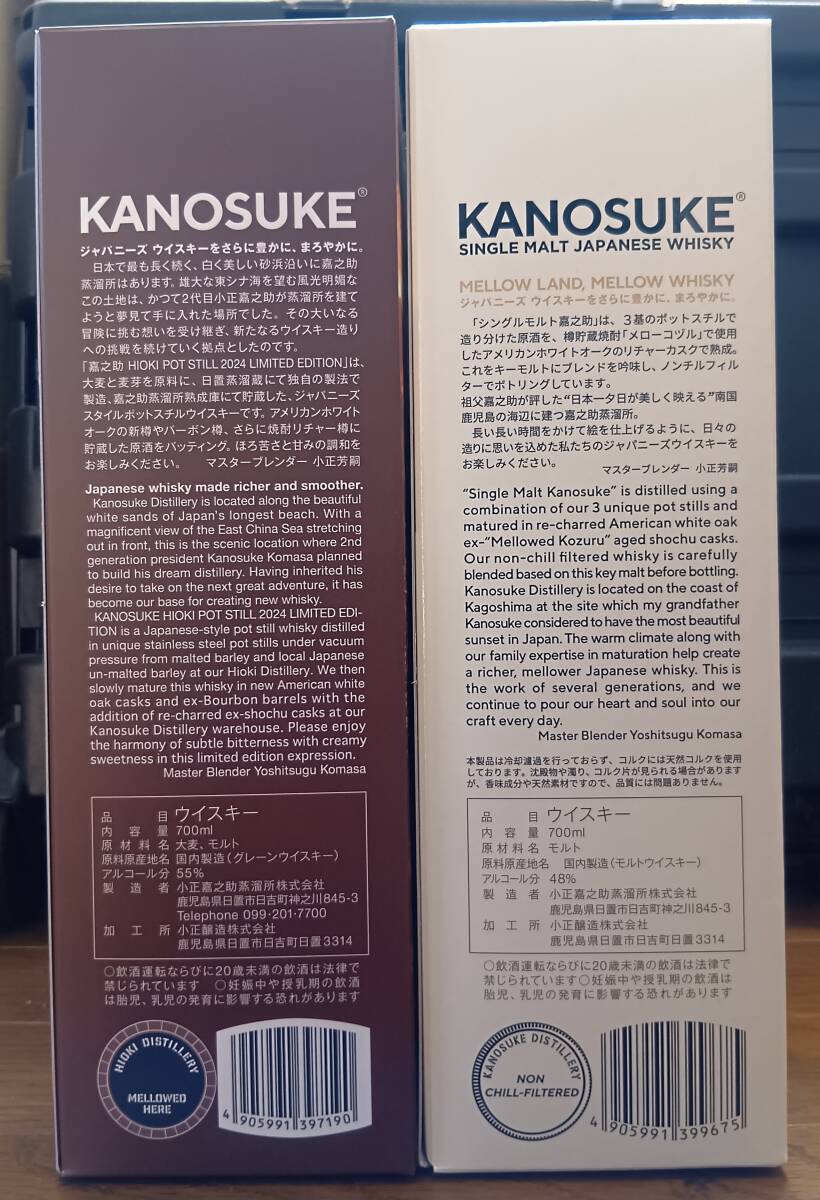 KANOSUKE®
ジャパニーズ ウイスキーをさらに豊かに、まろやかに。
日本で最も長く続く、白く美しい砂浜沿いに嘉之助
蒸溜所はあります。雄大な東シナ海を望む風光明媚な
この土地は、かつて2代目小正嘉之助が蒸溜所を建て
ようと夢見て手に入れた場所でした。その大いなる
冒険に挑む想いを受け継ぎ、新たなるウイスキー造り
への挑戦を続けていく拠点としたのです。
「嘉之助 HIOKI POT STILL 2024 LIMITED EDITION」は、
大麦と麦芽を原料に、日置蒸溜蔵にて独自の製法で
製造、嘉之助蒸溜所熟成庫にて貯蔵した、ジャパニーズ
スタイルポットスチルウイスキーです。アメリカンホワイト
オークの新樽やバーボン樽、さらに焼酎リチャー樽に
貯蔵した原酒をバッティング。ほろ苦さと甘みの調和を
お楽しみください。 マスターブレンダー 小正芳嗣
Japanese whisky made richer and smoother.
Kanosuke Distillery is located along the beautiful
white sands of Japan's longest beach. With a
magnificent view of the East China Sea stretching
out in front, this is the scenic location where 2nd
generation president Kanosuke Komasa planned
to build his dream distillery. Having inherited his
desire to take on the next great adventure, it has
become our base for creating new whisky.
KANOSUKE HIOKI POT STILL 2024 LIMITED EDI-
TION is a Japanese-style pot still whisky distilled
in unique stainless steel pot stills under vacuum
pressure from malted barley and local Japanese
un-malted barley at our Hioki Distillery. We then
slowly mature this whisky in new American white
oak casks and ex-Bourbon barrels with the
addition of re-charred ex-shochu casks at our
Kanosuke Distillery warehouse. Please enjoy
the harmony of subtle bitterness with creamy
sweetness in this limited edition expression.
Master Blender Yoshitsugu Komasa
品目 ウイスキー
内容量 700ml
原材料名 大麦、モルト
原料原産地名 国内製造（グレーンウイスキー）
アルコール分 55%
製造者 小正嘉之助蒸溜所株式会社
鹿児島県日置市日吉町神之川845-3
Telephone 099・201・7700
加工所 小正醸造株式会社
鹿児島県日置市日吉町日置3314
○飲酒運転ならびに20歳未満の飲酒は法律で
禁じられています ○妊娠中や授乳期の飲酒
は胎児、乳児の発育に影響する恐れがあります
HIOKI DISTILLERY
MELLOWED
HERE
4 905991 397190
KANOSUKE®
SINGLE MALT JAPANESE WHISKY
MELLOW LAND, MELLOW WHISKY
ジャパニーズ ウイスキーをさらに豊かに、まろやかに。
「シングルモルト嘉之助」は、3基のポットスチルで
造り分けた原酒を、樽貯蔵焼酎「メローコヅル」で使用
したアメリカンホワイトオークのリチャーカスクで熟成。
これをキーモルトにブレンドを吟味し、ノンチルフィル
ターでボトリングしています。
祖父嘉之助が評した“日本一夕日が美しく映える”南国
鹿児島の海辺に建つ嘉之助蒸溜所。
長い長い時間をかけて絵を仕上げるように、日々の
造りに思いを込めた私たちのジャパニーズウイスキーを
お楽しみください。
マスターブレンダー 小正芳嗣
“Single Malt Kanosuke” is distilled using a
combination of our 3 unique pot stills and
matured in re-charred American white oak
ex-“Mellowed Kozuru” aged shochu casks.
Our non-chill filtered whisky is carefully
blended based on this key malt before bottling.
Kanosuke Distillery is located on the coast of
Kagoshima at the site which my grandfather
Kanosuke considered to have the most beautiful
sunset in Japan. The warm climate along with
our family expertise in maturation help create
a richer, mellower Japanese whisky. This is
the work of several generations, and we
continue to pour our heart and soul into our
craft every day.
Master Blender Yoshitsugu Komasa
本製品は冷却濾過を行っておらず、コルクには天然コルクを使用
しております。沈殿物や濁り、コルク片が見られる場合があります
が、香味成分や天然素材ですので、品質には問題ありません。
品目 ウイスキー
内容量 700ml
原材料名 モルト
原料原産地名 国内製造（モルトウイスキー）
アルコール分 48%
製造者 小正嘉之助蒸溜所株式会社
鹿児島県日置市日吉町神之川845-3
加工所 小正醸造株式会社
鹿児島県日置市日吉町日置3314
○飲酒運転ならびに20歳未満の飲酒は法律で
禁じられています○妊娠中や授乳期の飲酒は
胎児、乳児の発育に影響する恐れがあります
KANOSUKE DISTILLERY
NON
CHILL-FILTERED
4 905991 399675